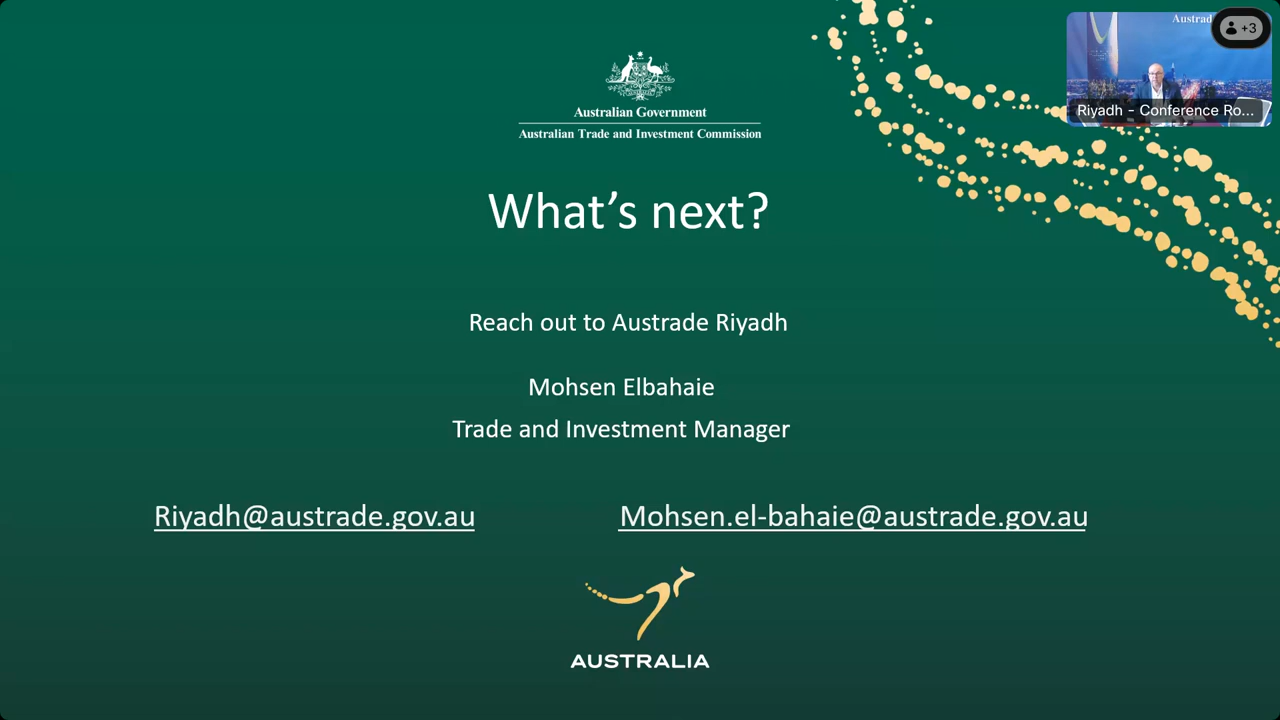 Australian Government
Australian Trade and Investment Commission
Austrad
+3
Riyadh - Conference Ro...
What's next?
Reach out to Austrade Riyadh
Mohsen Elbahaie
Trade and Investment Manager
Riyadh@austrade.gov.au
Mohsen.el-bahaie@austrade.gov.au
AUSTRALIA